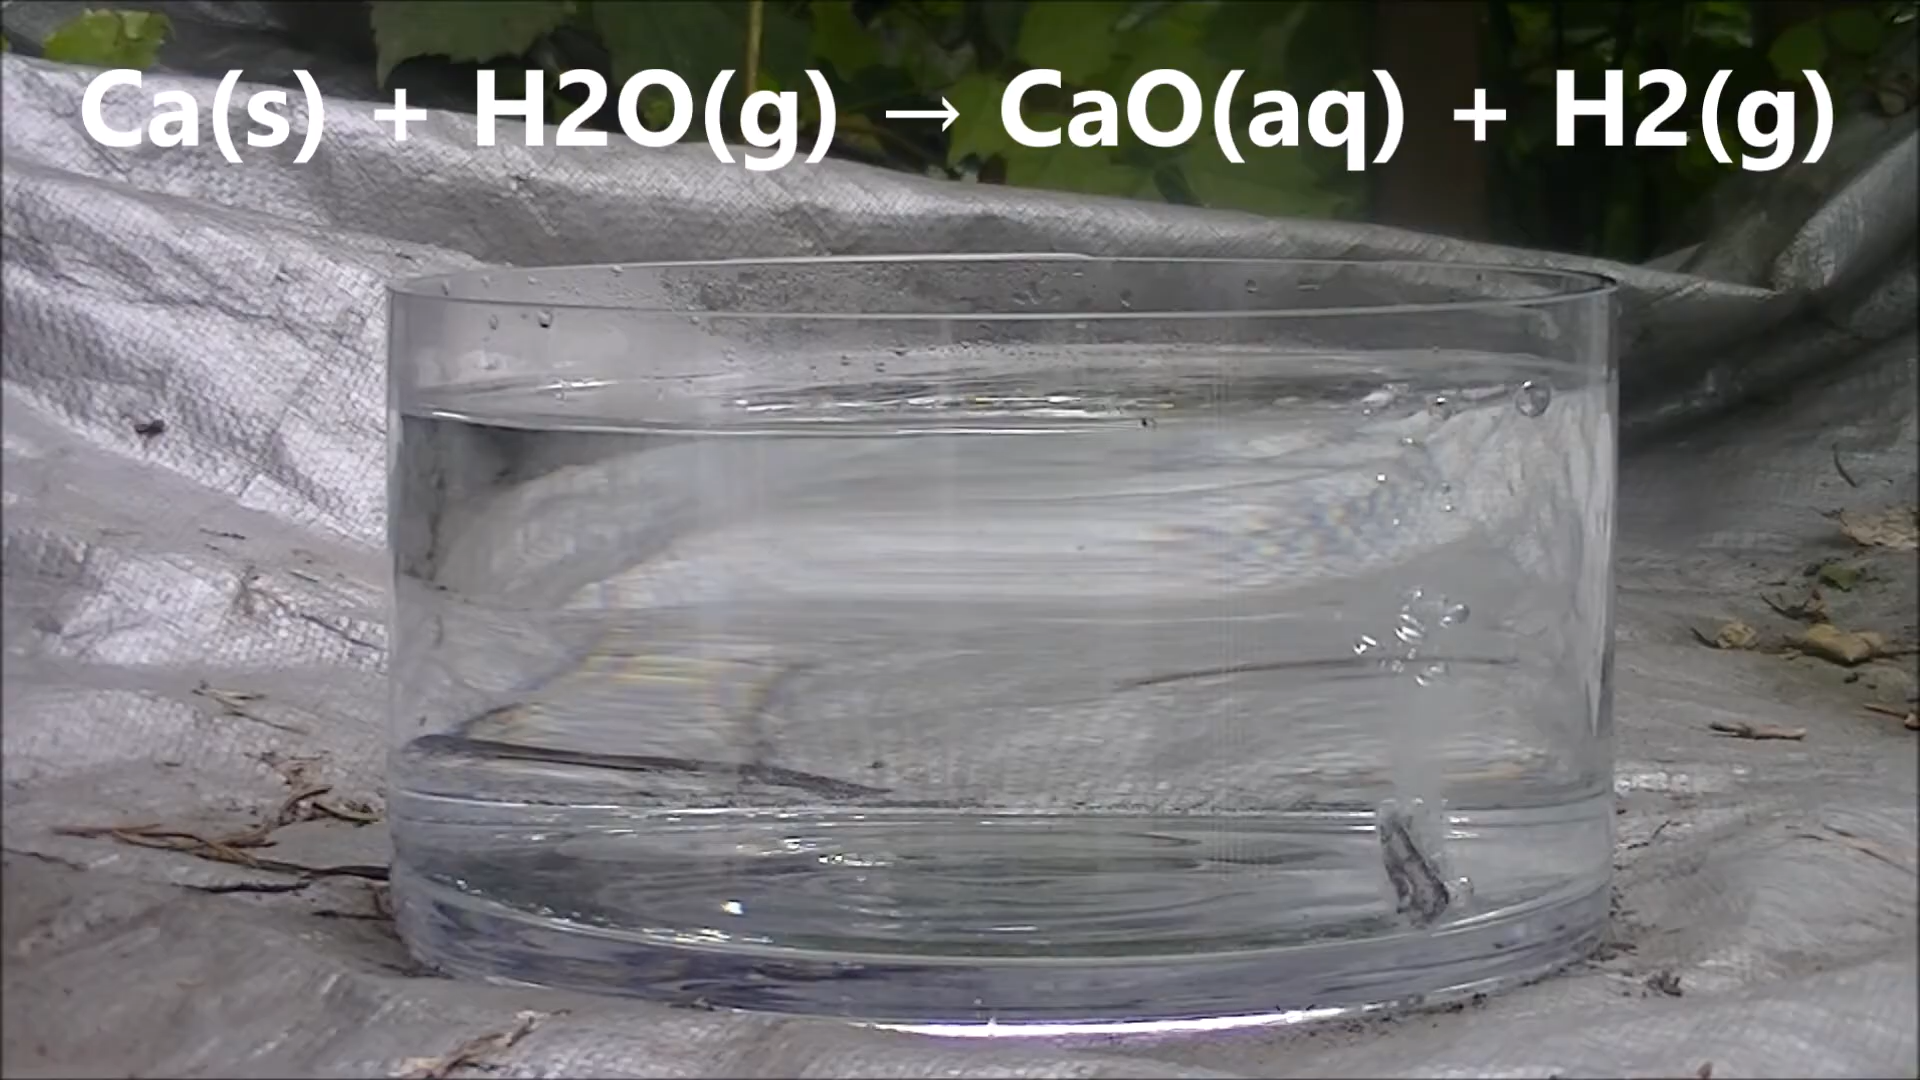 Ca(s) + H2O(g) → CaO(aq) + H2(g)